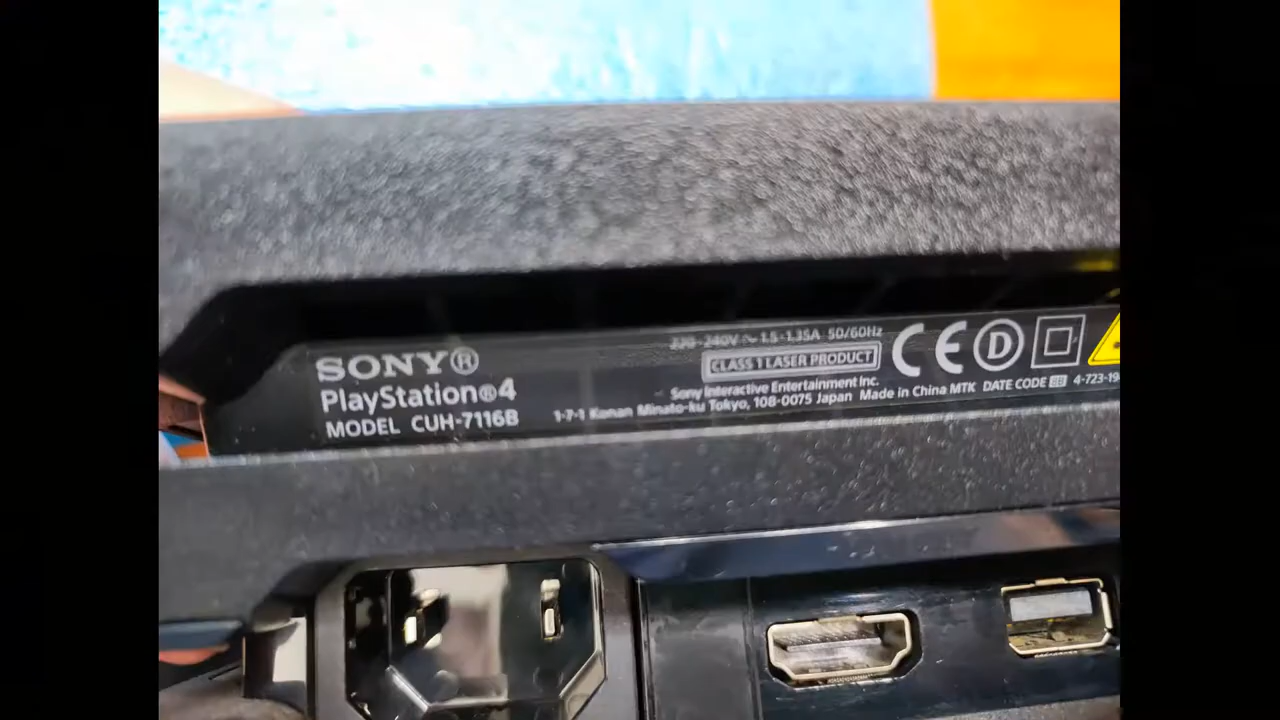 SONY®
PlayStation®4
MODEL CUH-7116B
220-240V ~ 1.5-1.35A 50/60Hz
CLASS 1 LASER PRODUCT
Sony Interactive Entertainment Inc.
1-7-1 Konan Minato-ku Tokyo, 108-0075 Japan Made in China MTK DATE CODE 8B 4-723-19
CE D